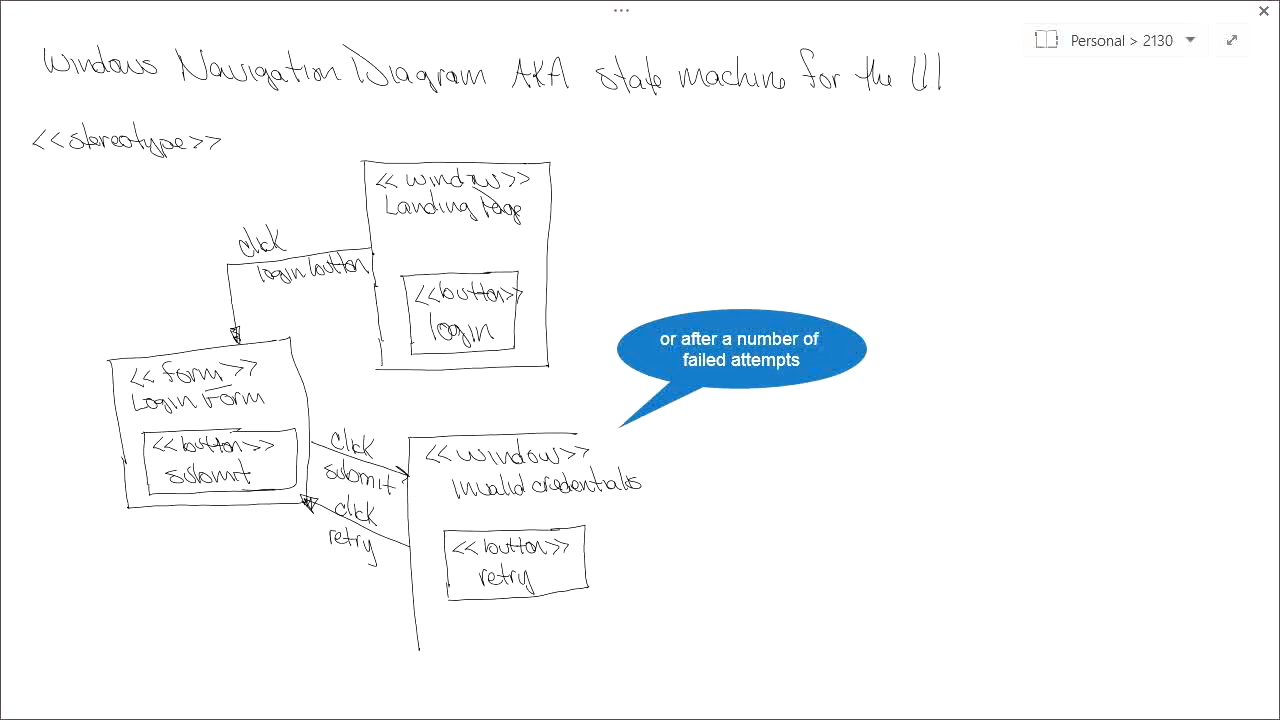 Personal > 2130
Windows Navigation Diagram AKA state machine for the UI
<<stereotype>>
<<window>>
Landing Page
click
login button
<<button>>
login
or after a number of
failed attempts
<<form>>
Login Form
<<button>>
submit
click
submit
click
retry
<<window>>
Invalid credentials
<<button>>
retry